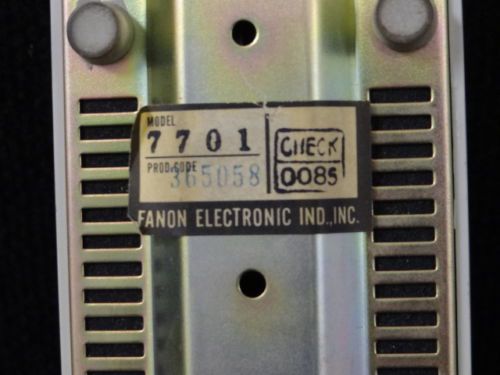 MODEL
7701
PROD.CODE
365058
CHECK
0085
FANON ELECTRONIC IND., INC.